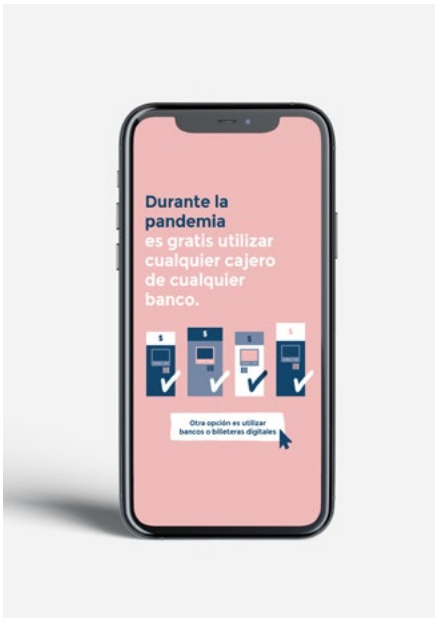 Durante la
pandemia
es gratis utilizar
cualquier cajero
de cualquier
banco.
$ $ $ $
Otra opción es utilizar
bancos o billeteras digitales